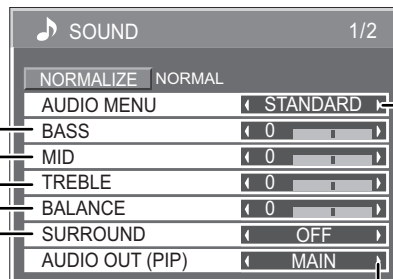 SOUND 1/2
NORMALIZE NORMAL
AUDIO MENU STANDARD
BASS 0
MID 0
TREBLE 0
BALANCE 0
SURROUND OFF
AUDIO OUT (PIP) MAIN